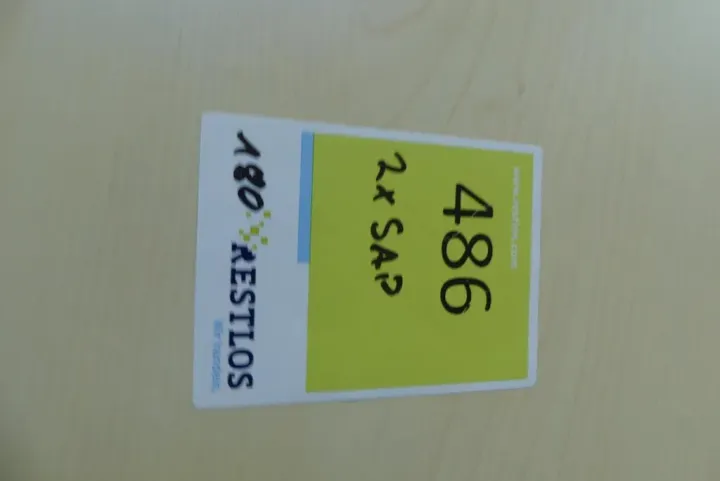 486
2x SAP
180
RESTLOS